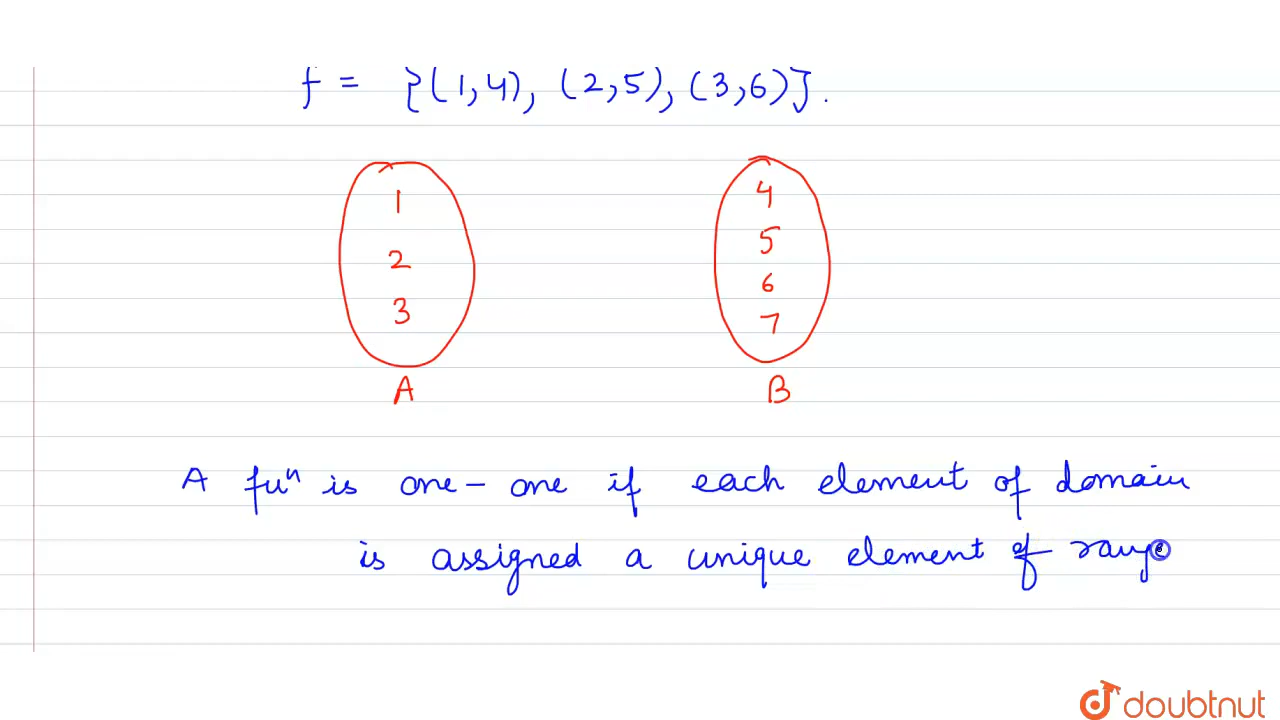 f = {(1,4), (2,5), (3,6)}.
1
2
3
A
4
5
6
7
B
A fuⁿ is one- one if each element of domain
is assigned a unique element of range
doubtnut